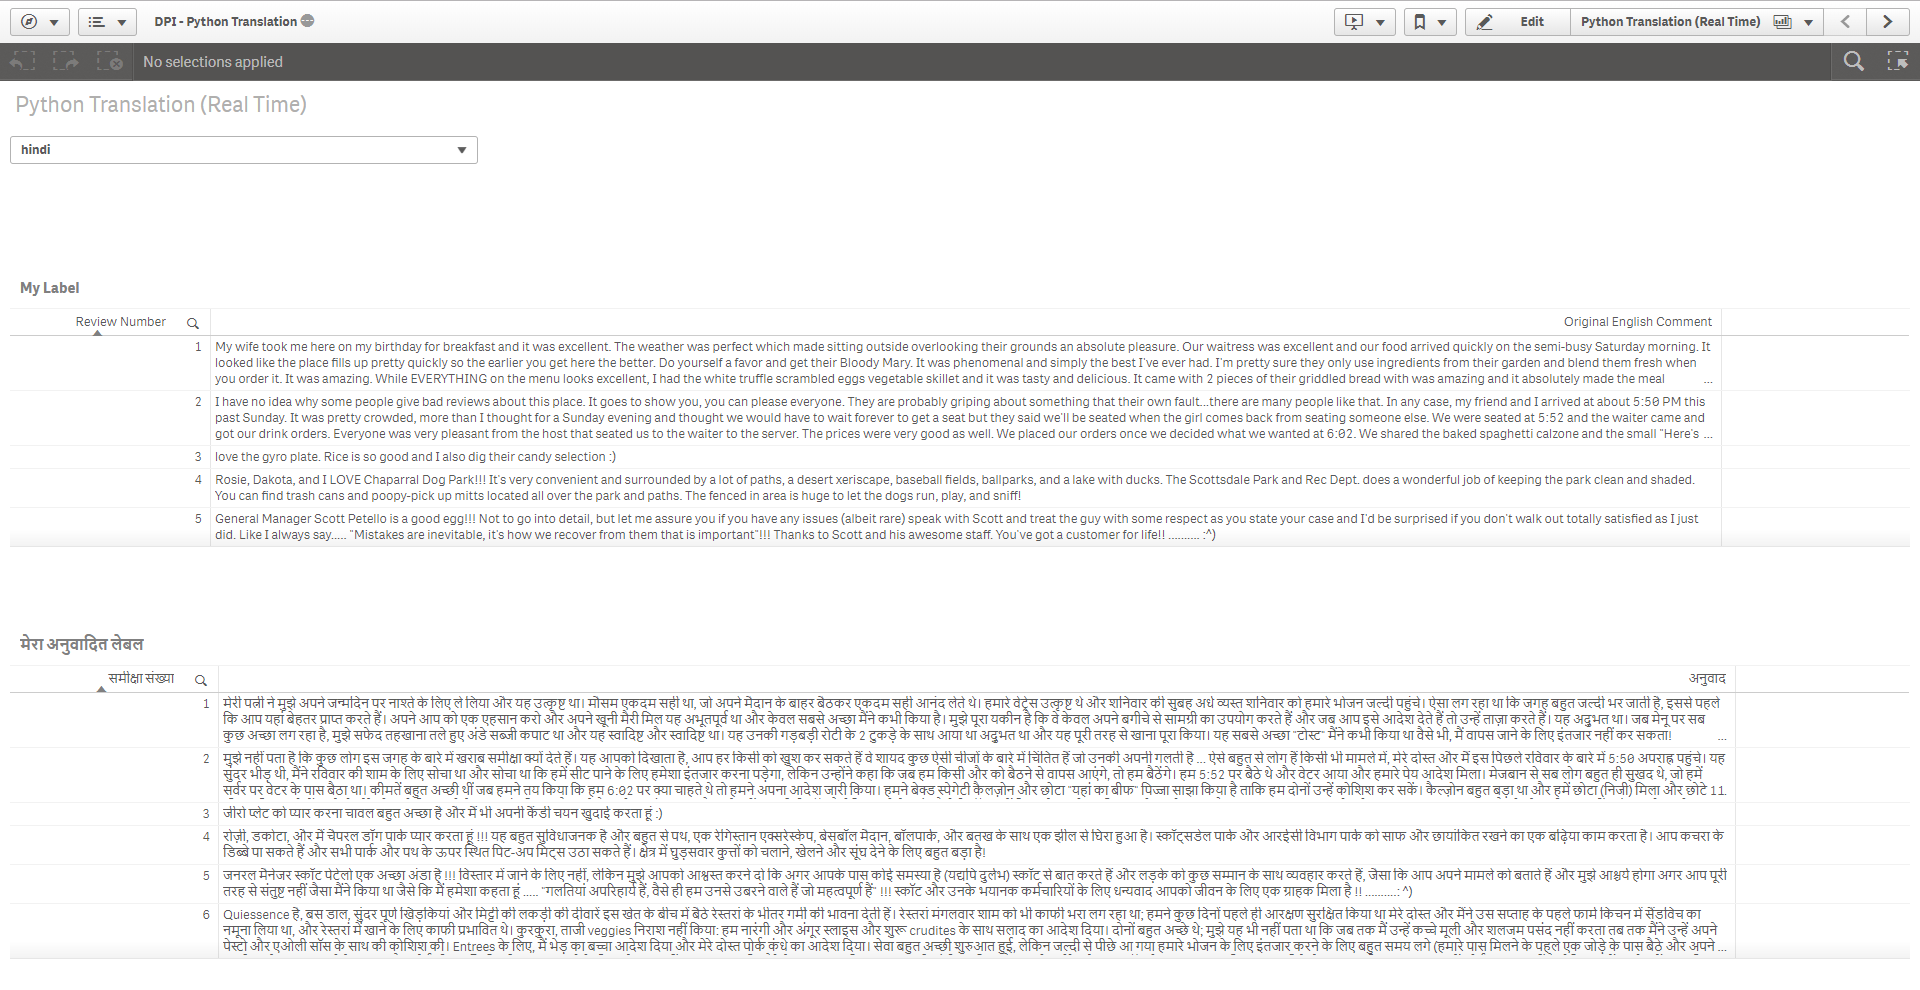 DPI - Python Translation
Edit
Python Translation (Real Time)
No selections applied
Python Translation (Real Time)
hindi
My Label
Review Number
Original English Comment
1
My wife took me here on my birthday for breakfast and it was excellent. The weather was perfect which made sitting outside overlooking their grounds an absolute pleasure. Our waitress was excellent and our food arrived quickly on the semi-busy Saturday morning. It
looked like the place fills up pretty quickly so the earlier you get here the better. Do yourself a favor and get their Bloody Mary. It was phenomenal and simply the best I've ever had. I'm pretty sure they only use ingredients from their garden and blend them fresh when
you order it. It was amazing. While EVERYTHING on the menu looks excellent, I had the white truffle scrambled eggs vegetable skillet and it was tasty and delicious. It came with 2 pieces of their griddled bread with was amazing and it absolutely made the meal ...
2
I have no idea why some people give bad reviews about this place. It goes to show you, you can please everyone. They are probably griping about something that their own fault...there are many people like that. In any case, my friend and I arrived at about 5:50 PM this
past Sunday. It was pretty crowded, more than I thought for a Sunday evening and thought we would have to wait forever to get a seat but they said we'll be seated when the girl comes back from seating someone else. We were seated at 5:52 and the waiter came and
got our drink orders. Everyone was very pleasant from the host that seated us to the waiter to the server. The prices were very good as well. We placed our orders once we decided what we wanted at 6:02. We shared the baked spaghetti calzone and the small "Here's ...
3
love the gyro plate. Rice is so good and I also dig their candy selection :)
4
Rosie, Dakota, and I LOVE Chaparral Dog Park!!! It's very convenient and surrounded by a lot of paths, a desert xeriscape, baseball fields, ballparks, and a lake with ducks. The Scottsdale Park and Rec Dept. does a wonderful job of keeping the park clean and shaded.
You can find trash cans and poopy-pick up mitts located all over the park and paths. The fenced in area is huge to let the dogs run, play, and sniff!
5
General Manager Scott Petello is a good egg!!! Not to go into detail, but let me assure you if you have any issues (albeit rare) speak with Scott and treat the guy with some respect as you state your case and I'd be surprised if you don't walk out totally satisfied as I just
did. Like I always say..... "Mistakes are inevitable, it's how we recover from them that is important"!!! Thanks to Scott and his awesome staff. You've got a customer for life!! .......... :^)
मेरा अनुवादित लेबल
समीक्षा संख्या
अनुवाद
1
मेरी पत्नी ने मुझे अपने जन्मदिन पर नाश्ते के लिए ले लिया और यह उत्कृष्ट था। मौसम एकदम सही था, जो अपने मैदान के बाहर बैठकर एकदम सही आनंद लेते थे। हमारे वेट्रेस उत्कृष्ट थे और शनिवार की सुबह अर्ध व्यस्त शनिवार को हमारे भोजन जल्दी पहुंचे। ऐसा लग रहा था कि जगह बहुत जल्दी भर जाती है, इससे पहले
कि आप यहां बेहतर प्राप्त करते हैं। अपने आप को एक एहसान करो और अपने खूनी मैरी मिल यह अभूतपूर्व था और केवल सबसे अच्छा मैंने कभी किया है। मुझे पूरा यकीन है कि वे केवल अपने बगीचे से सामग्री का उपयोग करते हैं और जब आप इसे आदेश देते हैं तो उन्हें ताज़ा करते हैं। यह अद्भुत था। जब मेनू पर सब
कुछ अच्छा लग रहा है, मुझे सफेद तहखाना तले हुए अंडे सब्जी कपाट था और यह स्वादिष्ट और स्वादिष्ट था। यह उनकी गड़बड़ी रोटी के 2 टुकड़े के साथ आया था अद्भुत था और यह पूरी तरह से खाना पूरा किया। यह सबसे अच्छा "टोस्ट" मैंने कभी किया था वैसे भी, मैं वापस जाने के लिए इंतजार नहीं कर सकता! ...
2
मुझे नहीं पता है कि कुछ लोग इस जगह के बारे में खराब समीक्षा क्यों देते हैं। यह आपको दिखाता है, आप हर किसी को खुश कर सकते हैं वे शायद कुछ ऐसी चीजों के बारे में चिंतित हैं जो उनकी अपनी गलती है ... ऐसे बहुत से लोग हैं किसी भी मामले में, मेरे दोस्त और मैं इस पिछले रविवार के बारे में 5:50 अपराह्न पहुंचे। यह
सुंदर भीड़ थी, मैंने रविवार की शाम के लिए सोचा था और सोचा था कि हमें सीट पाने के लिए हमेशा इंतजार करना पड़ेगा, लेकिन उन्होंने कहा कि जब हम किसी और को बैठने से वापस आएंगे, तो हम बैठेंगे। हम 5:52 पर बैठे थे और वेटर आया और हमारे पेय आदेश मिला। मेजबान से सब लोग बहुत ही सुखद थे, जो हमें
सर्वर पर वेटर के पास बैठा था। कीमतें बहुत अच्छी थीं जब हमने तय किया कि हम 6:02 पर क्या चाहते थे तो हमने अपना आदेश जारी किया। हमने बेक्ड स्पेगेटी कैलज़ोन और छोटा "यहां का बीफ" पिज्जा साझा किया है ताकि हम दोनों उन्हें कोशिश कर सकें। कैल्ज़ोन बहुत बड़ा था और हमें छोटा (निजी) मिला और छोटे 11.
3
जीरो प्लेट को प्यार करना चावल बहुत अच्छा है और मैं भी अपनी कैंडी चयन खुदाई करता हूं :)
4
रोज़ी, डकोटा, और मैं चैपरल डॉग पार्क प्यार करता हूं !!! यह बहुत सुविधाजनक है और बहुत से पथ, एक रेगिस्तान एक्सरेस्केप, बेसबॉल मैदान, बॉलपार्क, और बतख के साथ एक झील से घिरा हुआ है। स्कॉट्सडेल पार्क और आरईसी विभाग पार्क को साफ और छायांकित रखने का एक बढ़िया काम करता है। आप कचरा के
डिब्बे पा सकते हैं और सभी पार्क और पथ के ऊपर स्थित पिट-अप मिट्स उठा सकते हैं। क्षेत्र में घुड़सवार कुत्तों को चलाने, खेलने और सूंघ देने के लिए बहुत बड़ा है!
5
जनरल मैनेजर स्कॉट पेटेलो एक अच्छा अंडा है !!! विस्तार में जाने के लिए नहीं, लेकिन मुझे आपको आश्वस्त करने दो कि अगर आपके पास कोई समस्या है (यद्यपि दुर्लभ) स्कॉट से बात करते हैं और लड़के को कुछ सम्मान के साथ व्यवहार करते हैं, जैसा कि आप अपने मामले को बताते हैं और मुझे आश्चर्य होगा अगर आप पूरी
तरह से संतुष्ट नहीं जैसा मैंने किया था जैसे कि मैं हमेशा कहता हूं ..... "गलतियां अपरिहार्य हैं, वैसे ही हम उनसे उबरने वाले हैं जो महत्वपूर्ण हैं" !!! स्कॉट और उनके भयानक कर्मचारियों के लिए धन्यवाद आपको जीवन के लिए एक ग्राहक मिला है !! ..........: ^)
6
Quiessence है, बस डाल, सुंदर पूर्ण खिड़कियां और मिट्टी की लकड़ी की दीवारें इस खेत के बीच में बैठे रेस्तरां के भीतर गर्मी की भावना देती हैं। रेस्तरां मंगलवार शाम को भी काफी भरा लग रहा था; हमने कुछ दिनों पहले ही आरक्षण सुरक्षित किया था मेरे दोस्त और मैंने उस सप्ताह के पहले फार्म किचन में सैंडविच का
नमूना लिया था, और रेस्तरां में खाने के लिए काफी प्रभावित थे। कुरकुरा, ताजी veggies निराश नहीं किया: हम नारंगी और अंगूर स्लाइस और शुरू crudites के साथ सलाद का आदेश दिया। दोनों बहुत अच्छे थे; मुझे यह भी नहीं पता था कि जब तक मैं उन्हें कच्चे मूली और शलजम पसंद नहीं करता तब तक मैंने उन्हें अपने
पेस्टो और एओली सॉस के साथ की कोशिश की। Entrees के लिए, मैं भेड़ का बच्चा आदेश दिया और मेरे दोस्त पोर्क कंधे का आदेश दिया। सेवा बहुत अच्छी शुरुआत हुई, लेकिन जल्दी से पीछे आ गया हमारे भोजन के लिए इंतजार करने के लिए बहुत समय लगे (हमारे पास मिलने के पहले एक जोड़े के पास बैठे और अपने ...